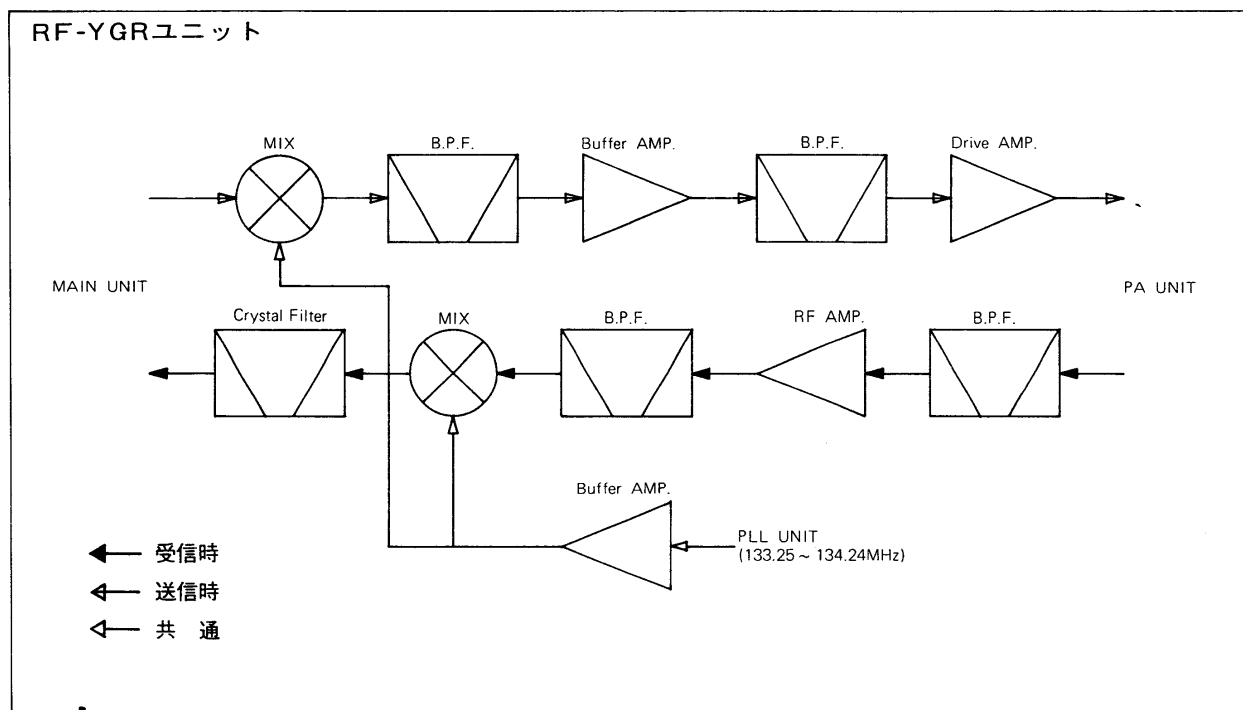 RF-YGRユニット
MIX
B.P.F.
Buffer AMP.
B.P.F.
Drive AMP.
MAIN UNIT
PA UNIT
Crystal Filter
MIX
B.P.F.
RF AMP.
B.P.F.
Buffer AMP.
PLL UNIT
(133.25~134.24MHz)
受信時
送信時
共 通